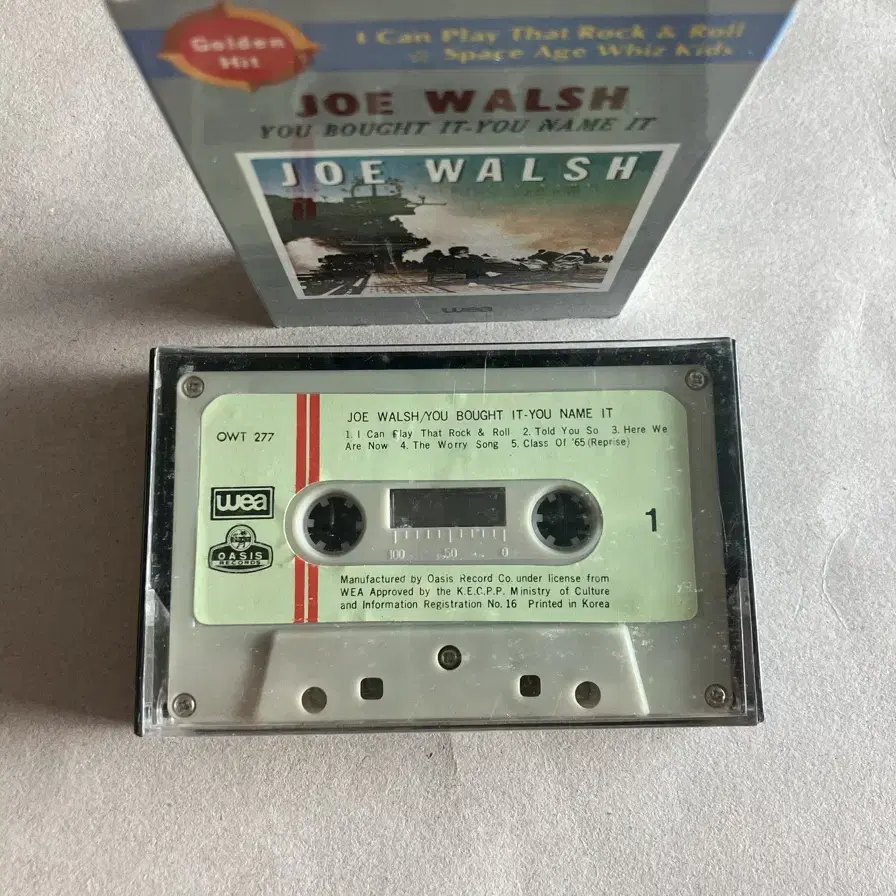 Golden
Hit
I Can Play That Rock & Roll
☆ Space Age Whiz Kids
JOE WALSH
YOU BOUGHT IT-YOU NAME IT
JOE WALSH
wea
JOE WALSH/YOU BOUGHT IT-YOU NAME IT
OWT 277
1. I Can Play That Rock & Roll 2. Told You So 3. Here We
Are Now 4. The Worry Song 5. Class Of '65 (Reprise)
wea
OASIS
RECORDS
1
100 50 0
Manufactured by Oasis Record Co. under license from
WEA Approved by the K.E.C.P.P. Ministry of Culture
and Information Registration No. 16 Printed in Korea